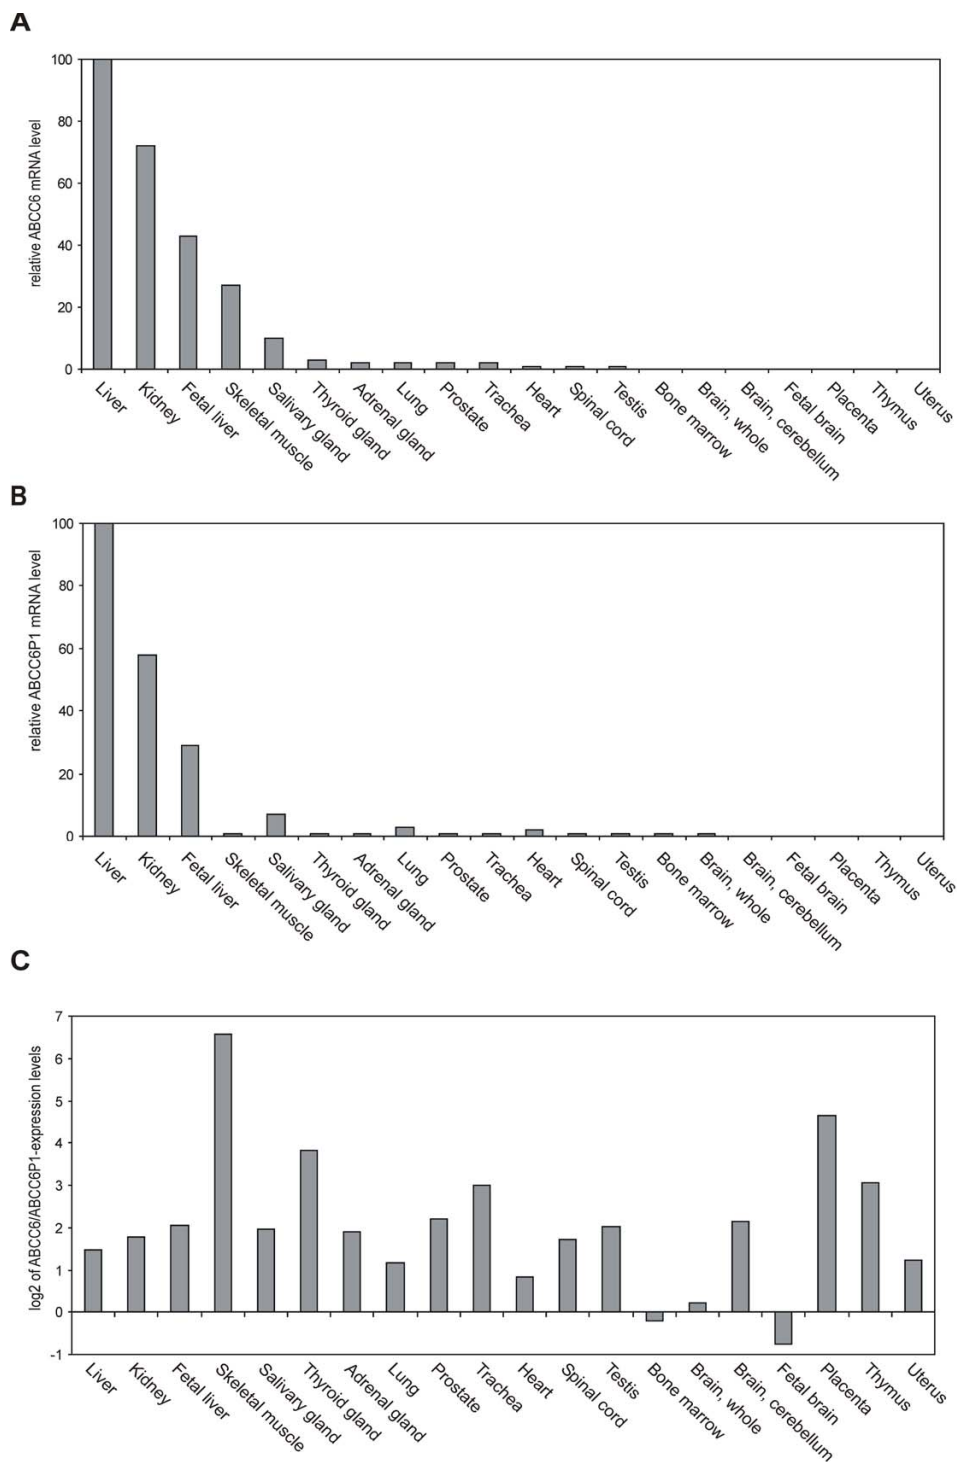 A
relative ABCC6 mRNA level
100
80
60
40
20
0
Liver
Kidney
Fetal liver
Skeletal muscle
Salivary gland
Thyroid gland
Adrenal gland
Lung
Prostate
Trachea
Heart
Spinal cord
Testis
Bone marrow
Brain, whole
Brain, cerebellum
Fetal brain
Placenta
Thymus
Uterus
B
relative ABCC6P1 mRNA level
100
80
60
40
20
0
Liver
Kidney
Fetal liver
Skeletal muscle
Salivary gland
Thyroid gland
Adrenal gland
Lung
Prostate
Trachea
Heart
Spinal cord
Testis
Bone marrow
Brain, whole
Brain, cerebellum
Fetal brain
Placenta
Thymus
Uterus
C
log2 of ABCC6/ABCC6P1-expression levels
7
6
5
4
3
2
1
0
-1
Liver
Kidney
Fetal liver
Skeletal muscle
Salivary gland
Thyroid gland
Adrenal gland
Lung
Prostate
Trachea
Heart
Spinal cord
Testis
Bone marrow
Brain, whole
Brain, cerebellum
Fetal brain
Placenta
Thymus
Uterus